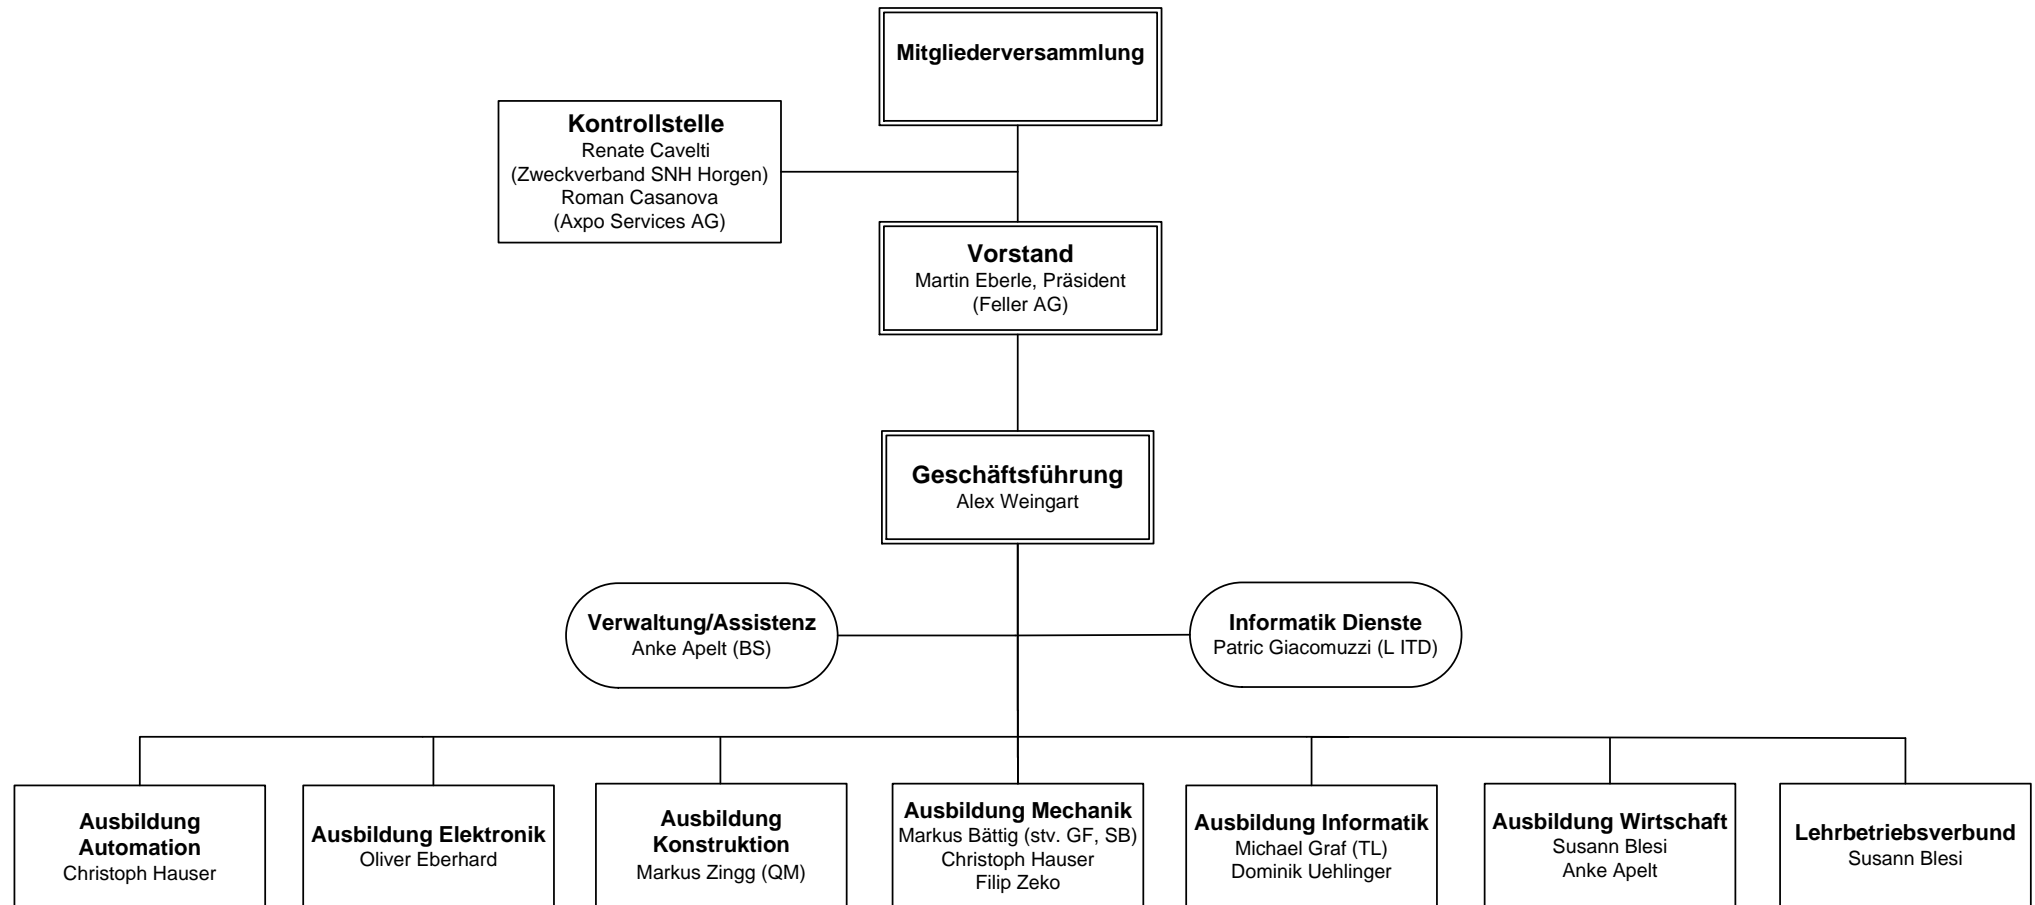 Mitgliederversammlung
Kontrollstelle
Renate Cavelti
(Zweckverband SNH Horgen)
Roman Casanova
(Axpo Services AG)
Vorstand
Martin Eberle, Präsident
(Feller AG)
Geschäftsführung
Alex Weingart
Verwaltung/Assistenz
Anke Apelt (BS)
Informatik Dienste
Patric Giacomuzzi (L ITD)
Ausbildung
Automation
Christoph Hauser
Ausbildung Elektronik
Oliver Eberhard
Ausbildung
Konstruktion
Markus Zingg (QM)
Ausbildung Mechanik
Markus Bättig (stv. GF, SB)
Christoph Hauser
Filip Zeko
Ausbildung Informatik
Michael Graf (TL)
Dominik Uehlinger
Ausbildung Wirtschaft
Susann Blesi
Anke Apelt
Lehrbetriebsverbund
Susann Blesi